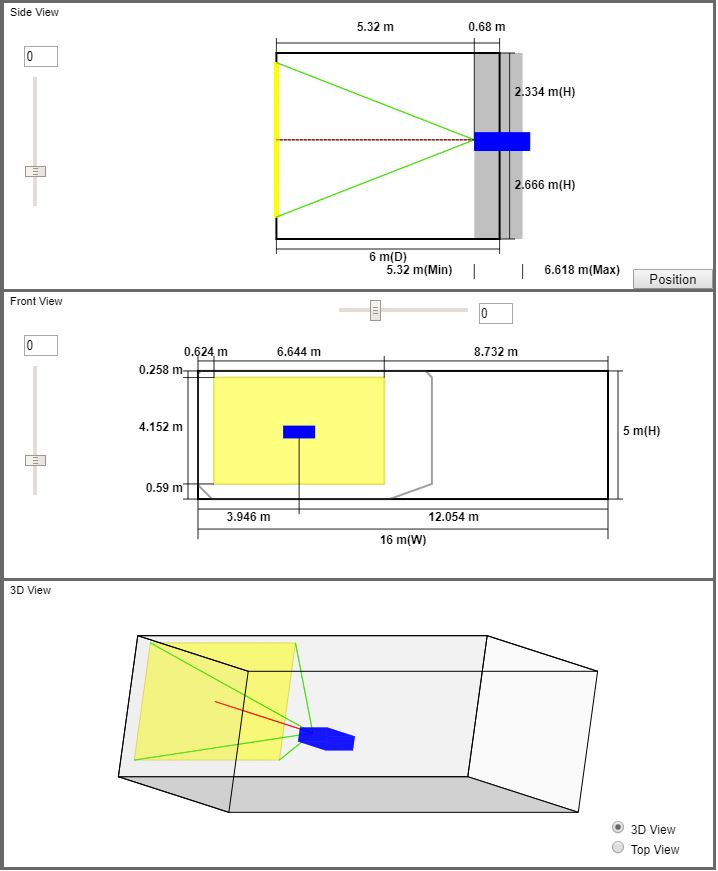 Side View
5.32 m 0.68 m
0
2.334 m(H)
2.666 m(H)
6 m(D)
5.32 m(Min) 6.618 m(Max)
Position
Front View
0
0
0.624 m 6.644 m 8.732 m
0.258 m
4.152 m 5 m(H)
0.59 m
3.946 m 12.054 m
16 m(W)
3D View
3D View
Top View